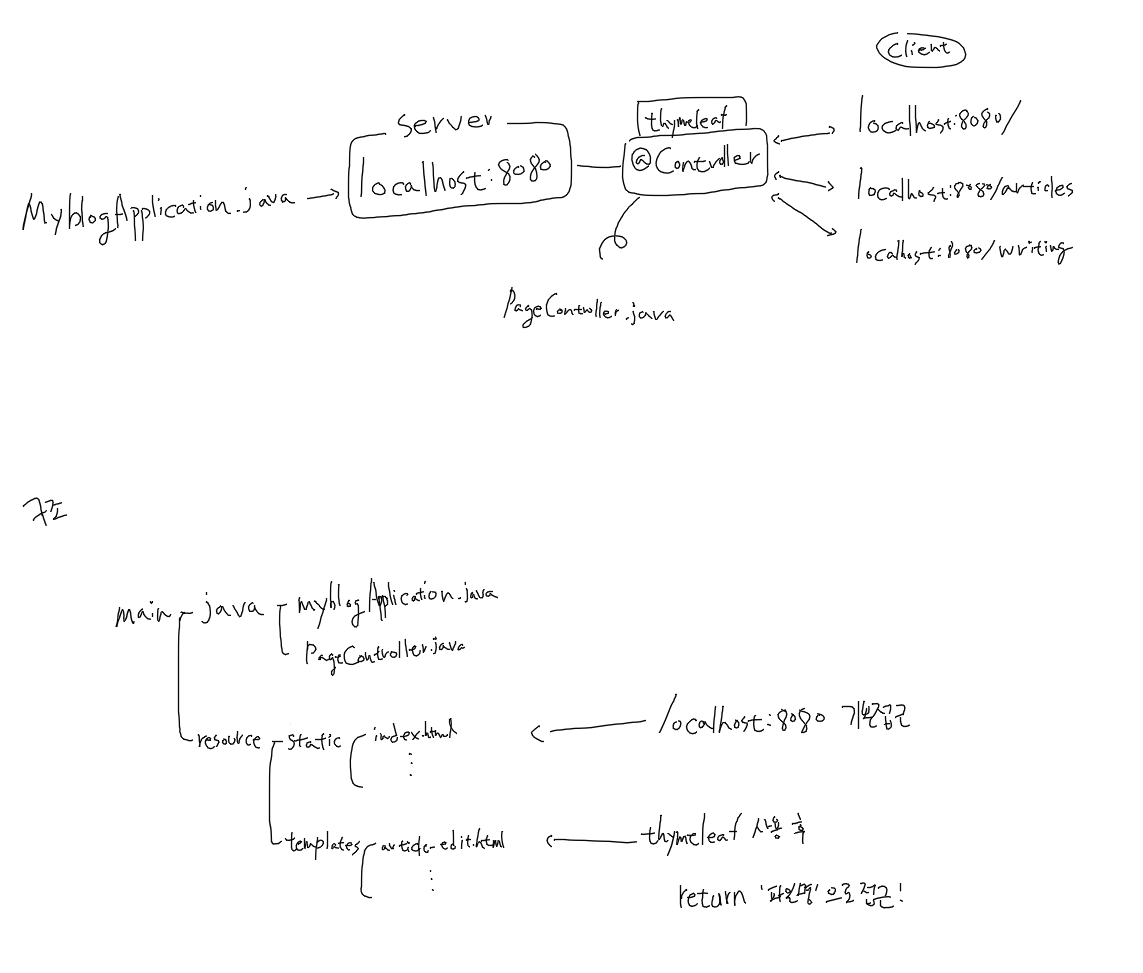 Client
thymeleaf
Server
@Controller
localhost:8080/
localhost:8080
MyblogApplication.java
localhost:8080/articles
localhost:8080/writing
PageController.java
구조
main
java
myblogApplication.java
PageController.java
resource
static
index.html
localhost:8080 기본접근
templates
article-edit.html
thymeleaf 사용 후
return '파일명'으로 접근!